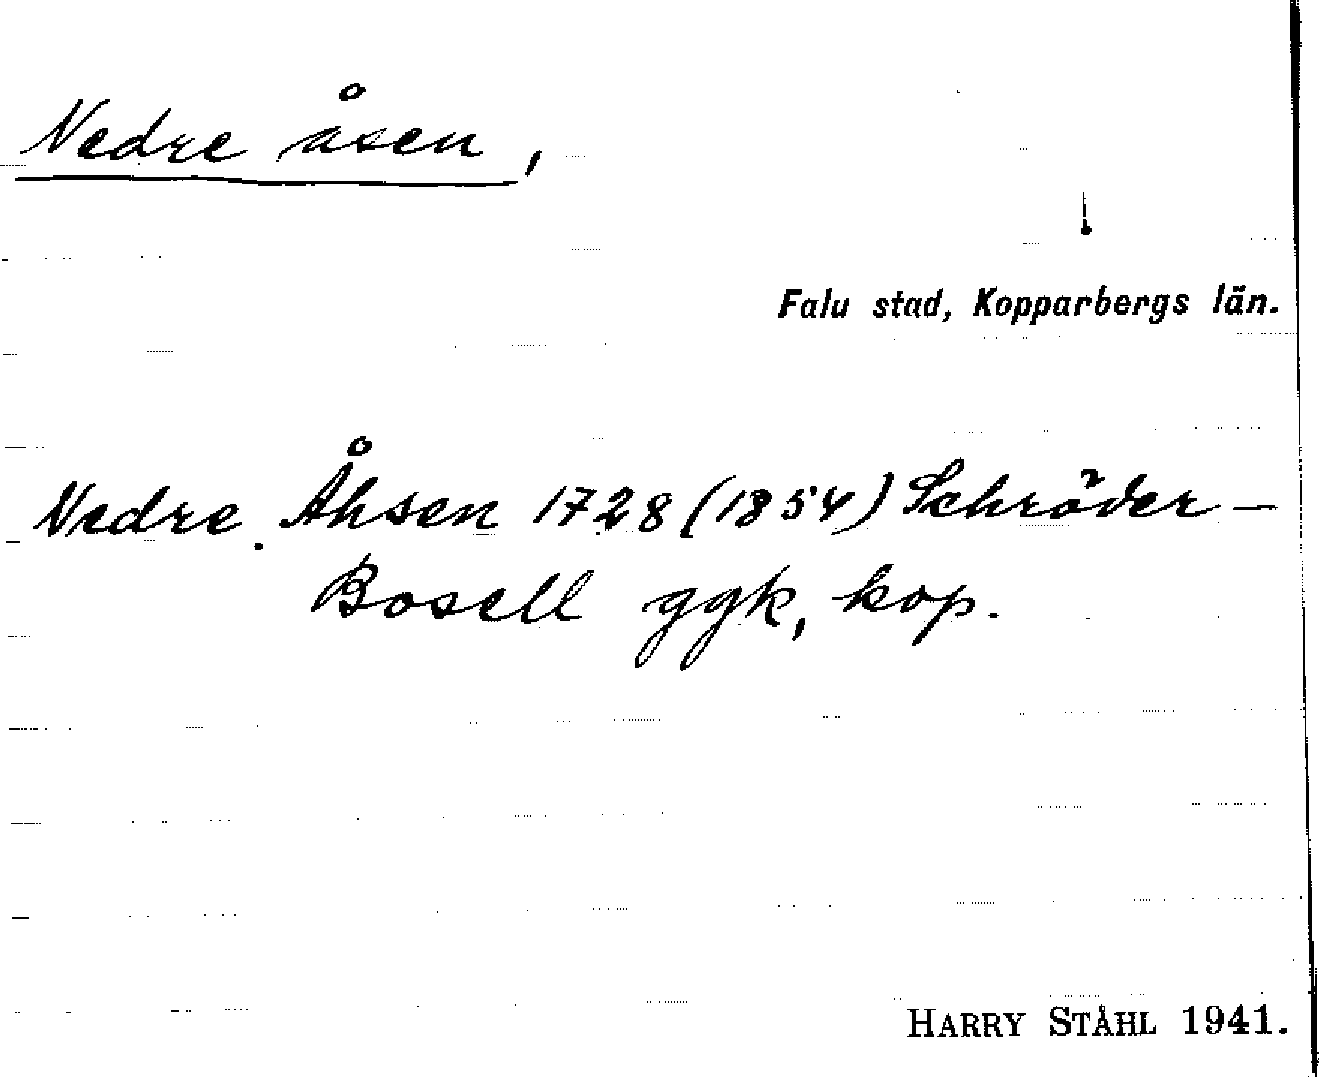 Nedre åsen,
Falu stad, Kopparbergs län.
Nedre Åhsen 1728 (1854) Schröder-
Bosell ggk, kop.
HARRY STÅHL 1941.